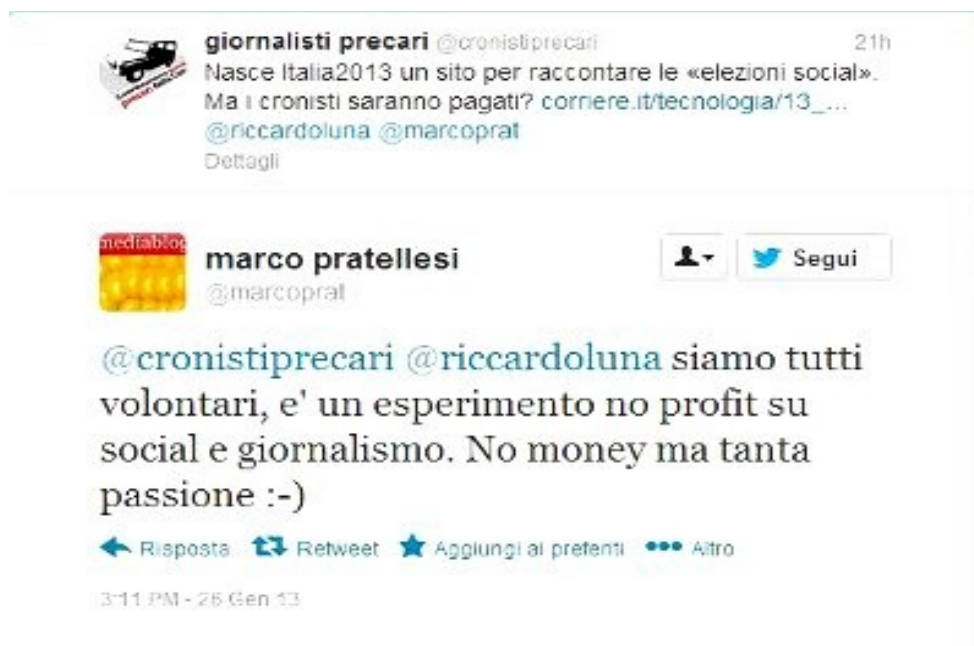 giornalisti precari @cronistiprecari 21h
Nasce Italia2013 un sito per raccontare le «elezioni social».
Ma i cronisti saranno pagati? corriere.it/tecnologia/13_...
@riccardoluna @marcoprat
Dettagli
mediablog
marco pratellesi
Segui
@marcoprat
@cronistiprecari @riccardoluna siamo tutti
volontari, e' un esperimento no profit su
social e giornalismo. No money ma tanta
passione :-)
Risposta Retweet Aggiungi ai preferiti Altro
3:11 PM - 26 Gen 13